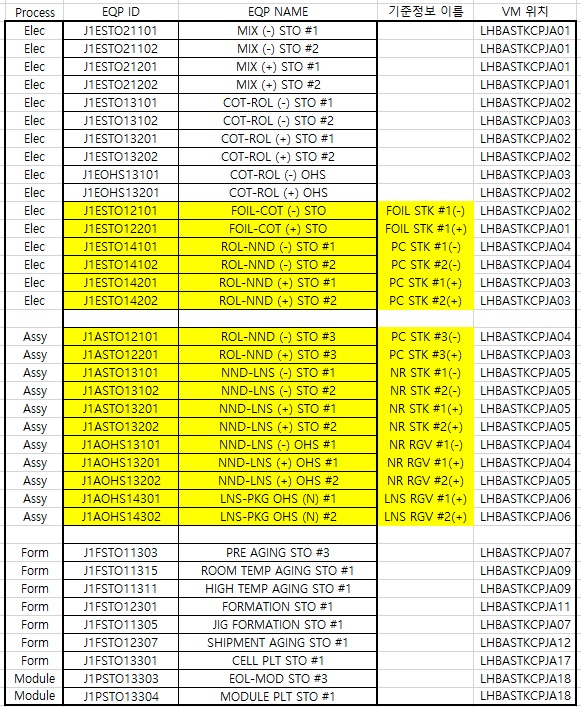 Process EQP ID EQP NAME 기준정보 이름 VM 위치
Elec J1ESTO21101 MIX (-) STO #1 LHBASTKCPJA01
Elec J1ESTO21102 MIX (-) STO #2 LHBASTKCPJA01
Elec J1ESTO21201 MIX (+) STO #1 LHBASTKCPJA01
Elec J1ESTO21202 MIX (+) STO #2 LHBASTKCPJA01
Elec J1ESTO13101 COT-ROL (-) STO #1 LHBASTKCPJA02
Elec J1ESTO13102 COT-ROL (-) STO #2 LHBASTKCPJA03
Elec J1ESTO13201 COT-ROL (+) STO #1 LHBASTKCPJA02
Elec J1ESTO13202 COT-ROL (+) STO #2 LHBASTKCPJA02
Elec J1EOHS13101 COT-ROL (-) OHS LHBASTKCPJA03
Elec J1EOHS13201 COT-ROL (+) OHS LHBASTKCPJA02
Elec J1ESTO12101 FOIL-COT (-) STO FOIL STK #1(-) LHBASTKCPJA02
Elec J1ESTO12201 FOIL-COT (+) STO FOIL STK #1(+) LHBASTKCPJA01
Elec J1ESTO14101 ROL-NND (-) STO #1 PC STK #1(-) LHBASTKCPJA04
Elec J1ESTO14102 ROL-NND (-) STO #2 PC STK #2(-) LHBASTKCPJA04
Elec J1ESTO14201 ROL-NND (+) STO #1 PC STK #1(+) LHBASTKCPJA03
Elec J1ESTO14202 ROL-NND (+) STO #2 PC STK #2(+) LHBASTKCPJA03
Assy J1ASTO12101 ROL-NND (-) STO #3 PC STK #3(-) LHBASTKCPJA04
Assy J1ASTO12201 ROL-NND (+) STO #3 PC STK #3(+) LHBASTKCPJA03
Assy J1ASTO13101 NND-LNS (-) STO #1 NR STK #1(-) LHBASTKCPJA05
Assy J1ASTO13102 NND-LNS (-) STO #2 NR STK #2(-) LHBASTKCPJA05
Assy J1ASTO13201 NND-LNS (+) STO #1 NR STK #1(+) LHBASTKCPJA05
Assy J1ASTO13202 NND-LNS (+) STO #2 NR STK #2(+) LHBASTKCPJA05
Assy J1AOHS13101 NND-LNS (-) OHS #1 NR RGV #1(-) LHBASTKCPJA04
Assy J1AOHS13201 NND-LNS (+) OHS #1 NR RGV #1(+) LHBASTKCPJA04
Assy J1AOHS13202 NND-LNS (+) OHS #2 NR RGV #2(+) LHBASTKCPJA05
Assy J1AOHS14301 LNS-PKG OHS (N) #1 LNS RGV #1(+) LHBASTKCPJA06
Assy J1AOHS14302 LNS-PKG OHS (N) #2 LNS RGV #2(+) LHBASTKCPJA06
Form J1FSTO11303 PRE AGING STO #3 LHBASTKCPJA07
Form J1FSTO11315 ROOM TEMP AGING STO #1 LHBASTKCPJA09
Form J1FSTO11311 HIGH TEMP AGING STO #1 LHBASTKCPJA09
Form J1FSTO12301 FORMATION STO #1 LHBASTKCPJA11
Form J1FSTO11305 JIG FORMATION STO #1 LHBASTKCPJA07
Form J1FSTO12307 SHIPMENT AGING STO #1 LHBASTKCPJA12
Form J1FSTO13301 CELL PLT STO #1 LHBASTKCPJA17
Module J1PSTO13303 EOL-MOD STO #3 LHBASTKCPJA18
Module J1PSTO13304 MODULE PLT STO #1 LHBASTKCPJA18